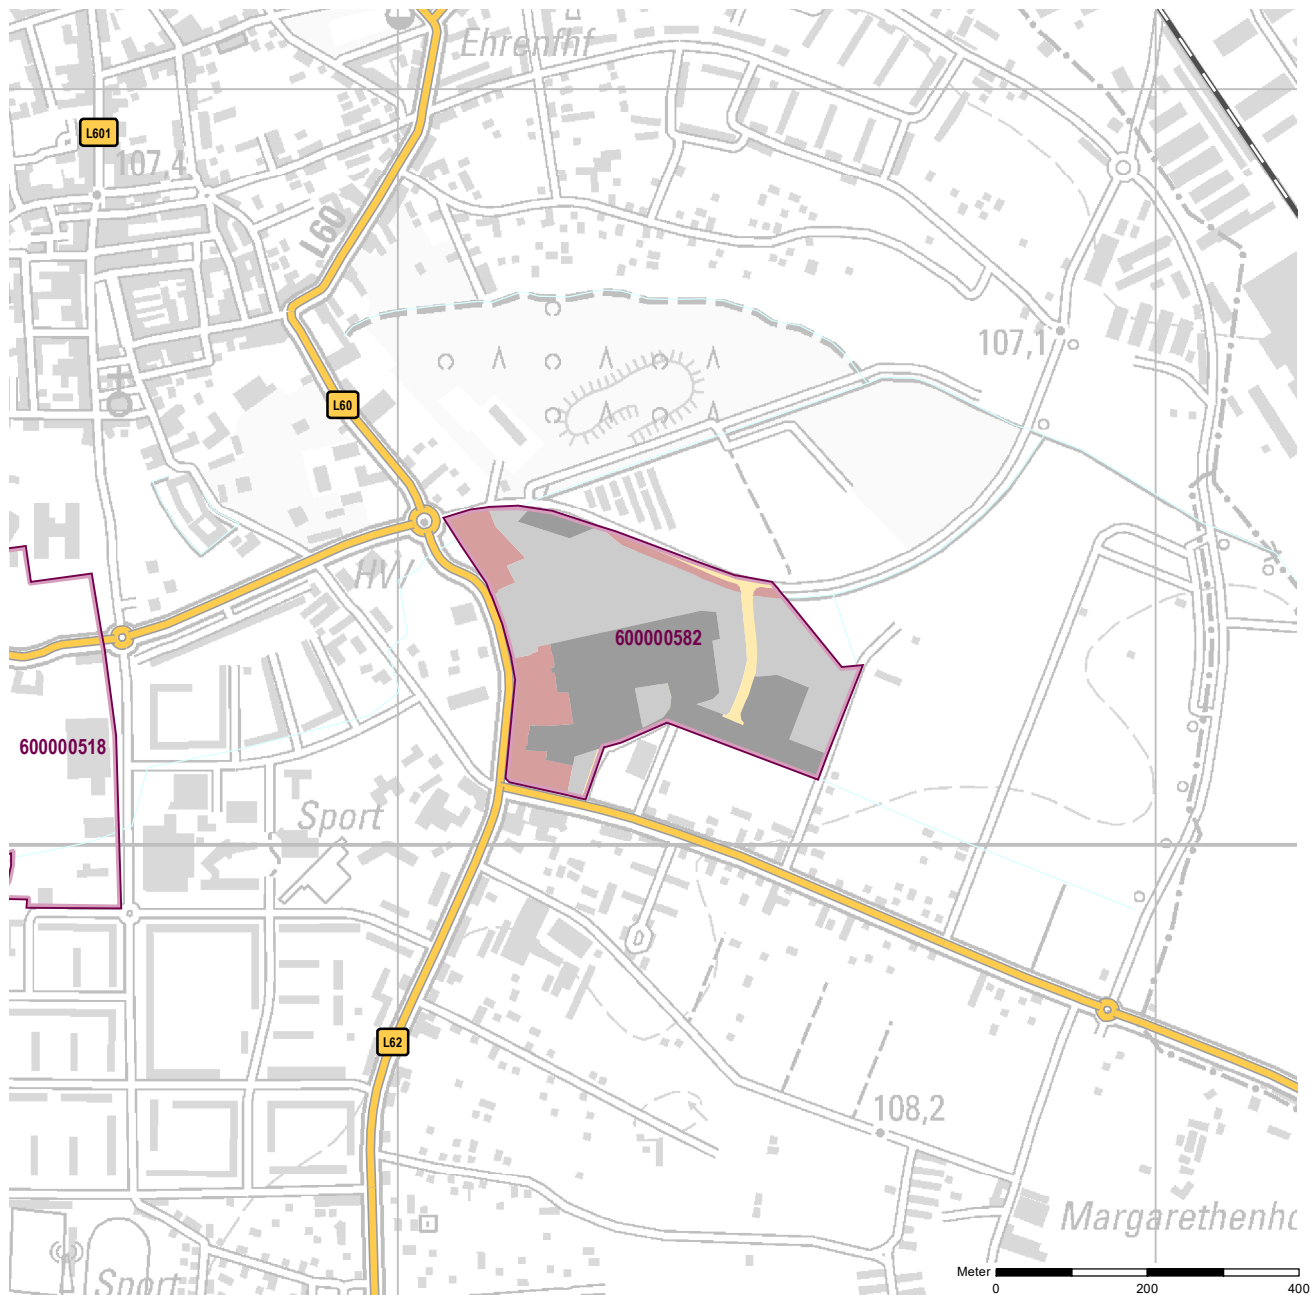 Ehrenfhf
L601
107,4
L60
107,1
L60
HW
600000582
600000518
Sport
L62
108,2
Margarethenho
Sport
Meter
0
200
400